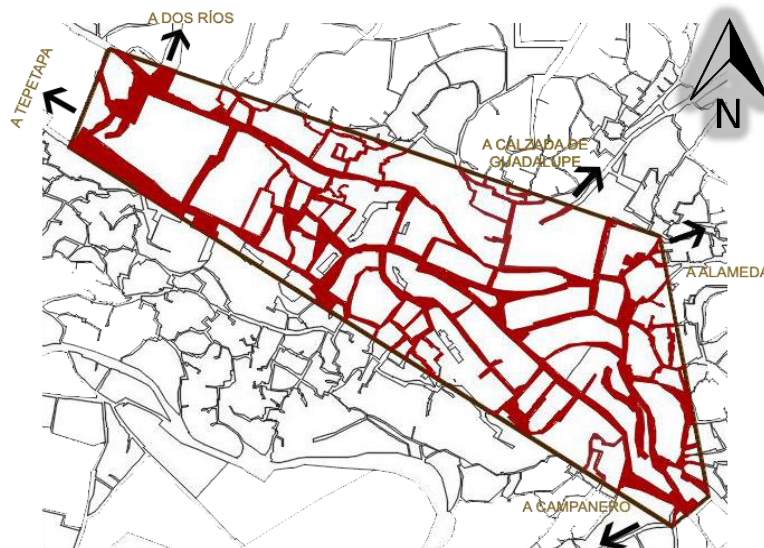 A DOS RÍOS
A TEPETAPA
N
A CALZADA DE
GUADALUPE
A ALAMEDA
A CAMPANERO